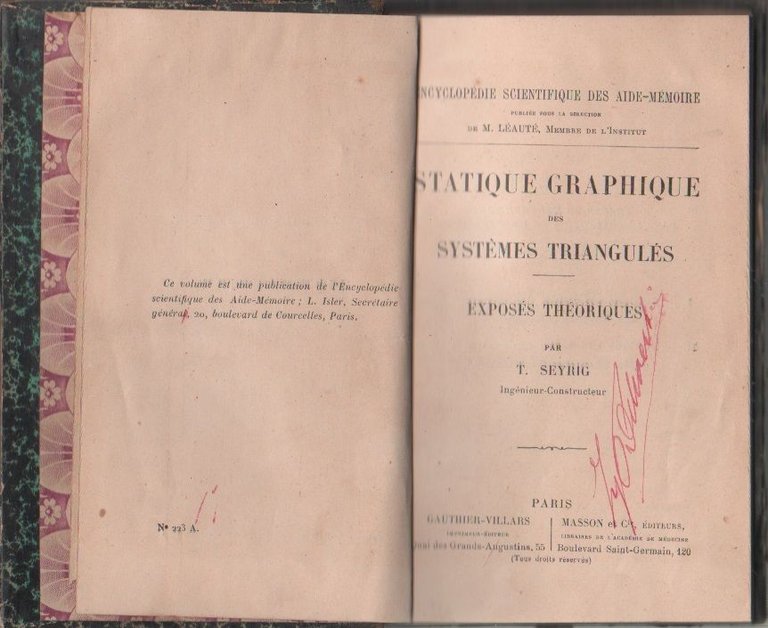 Ce volume est une publication de l'Encyclopédie
scientifique des Aide-Mémoire ; L. Isler, Secrétaire
général, 20, boulevard de Courcelles, Paris.
Nº 223 A.
NCYCLOPÉDIE SCIENTIFIQUE DES AIDE-MÉMOIRE
PUBLIÉE SOUS LA DIRECTION
DE M. LÉAUTÉ, MEMBRE DE L'INSTITUT
STATIQUE GRAPHIQUE
DES
SYSTÈMES TRIANGULÉS
EXPOSÉS THÉORIQUES
PAR
T. SEYRIG
Ingénieur-Constructeur
PARIS
GAUTHIER-VILLARS
IMPRIMEUR-ÉDITEUR
Quai des Grands-Augustins, 55
MASSON et Cie, ÉDITEURS,
LIBRAIRES DE L'ACADÉMIE DE MÉDECINE
Boulevard Saint-Germain, 120
(Tous droits réservés)